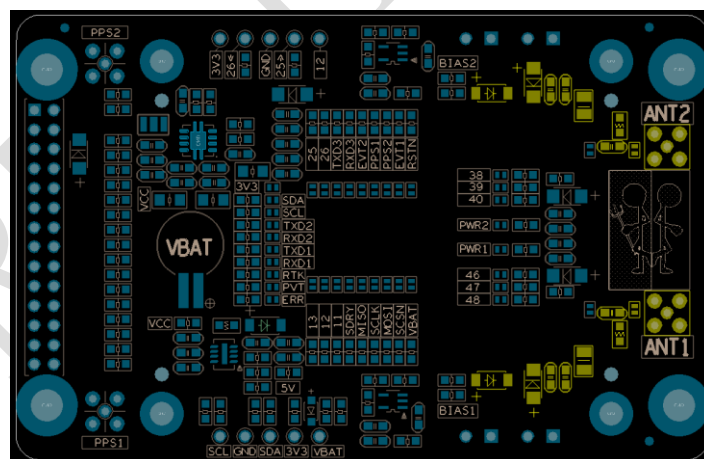 PPS2
3V3
26
GND
25
12
BIAS2
ANT2
25
26
TXD3
RXD3
EVT2
PPS1
PPS2
EVT1
RSTN
38
39
40
VCC
3V3
SDA
SCL
TXD2
RXD2
TXD1
RXD1
RTK
PVT
ERR
VBAT
PWR2
PWR1
46
47
48
VCC
13
12
11
SDRY
MISO
SCLK
MOSI
SCSN
VBAT
ANT1
5V
BIAS1
PPS1
SCL
GND
SDA
3V3
VBAT